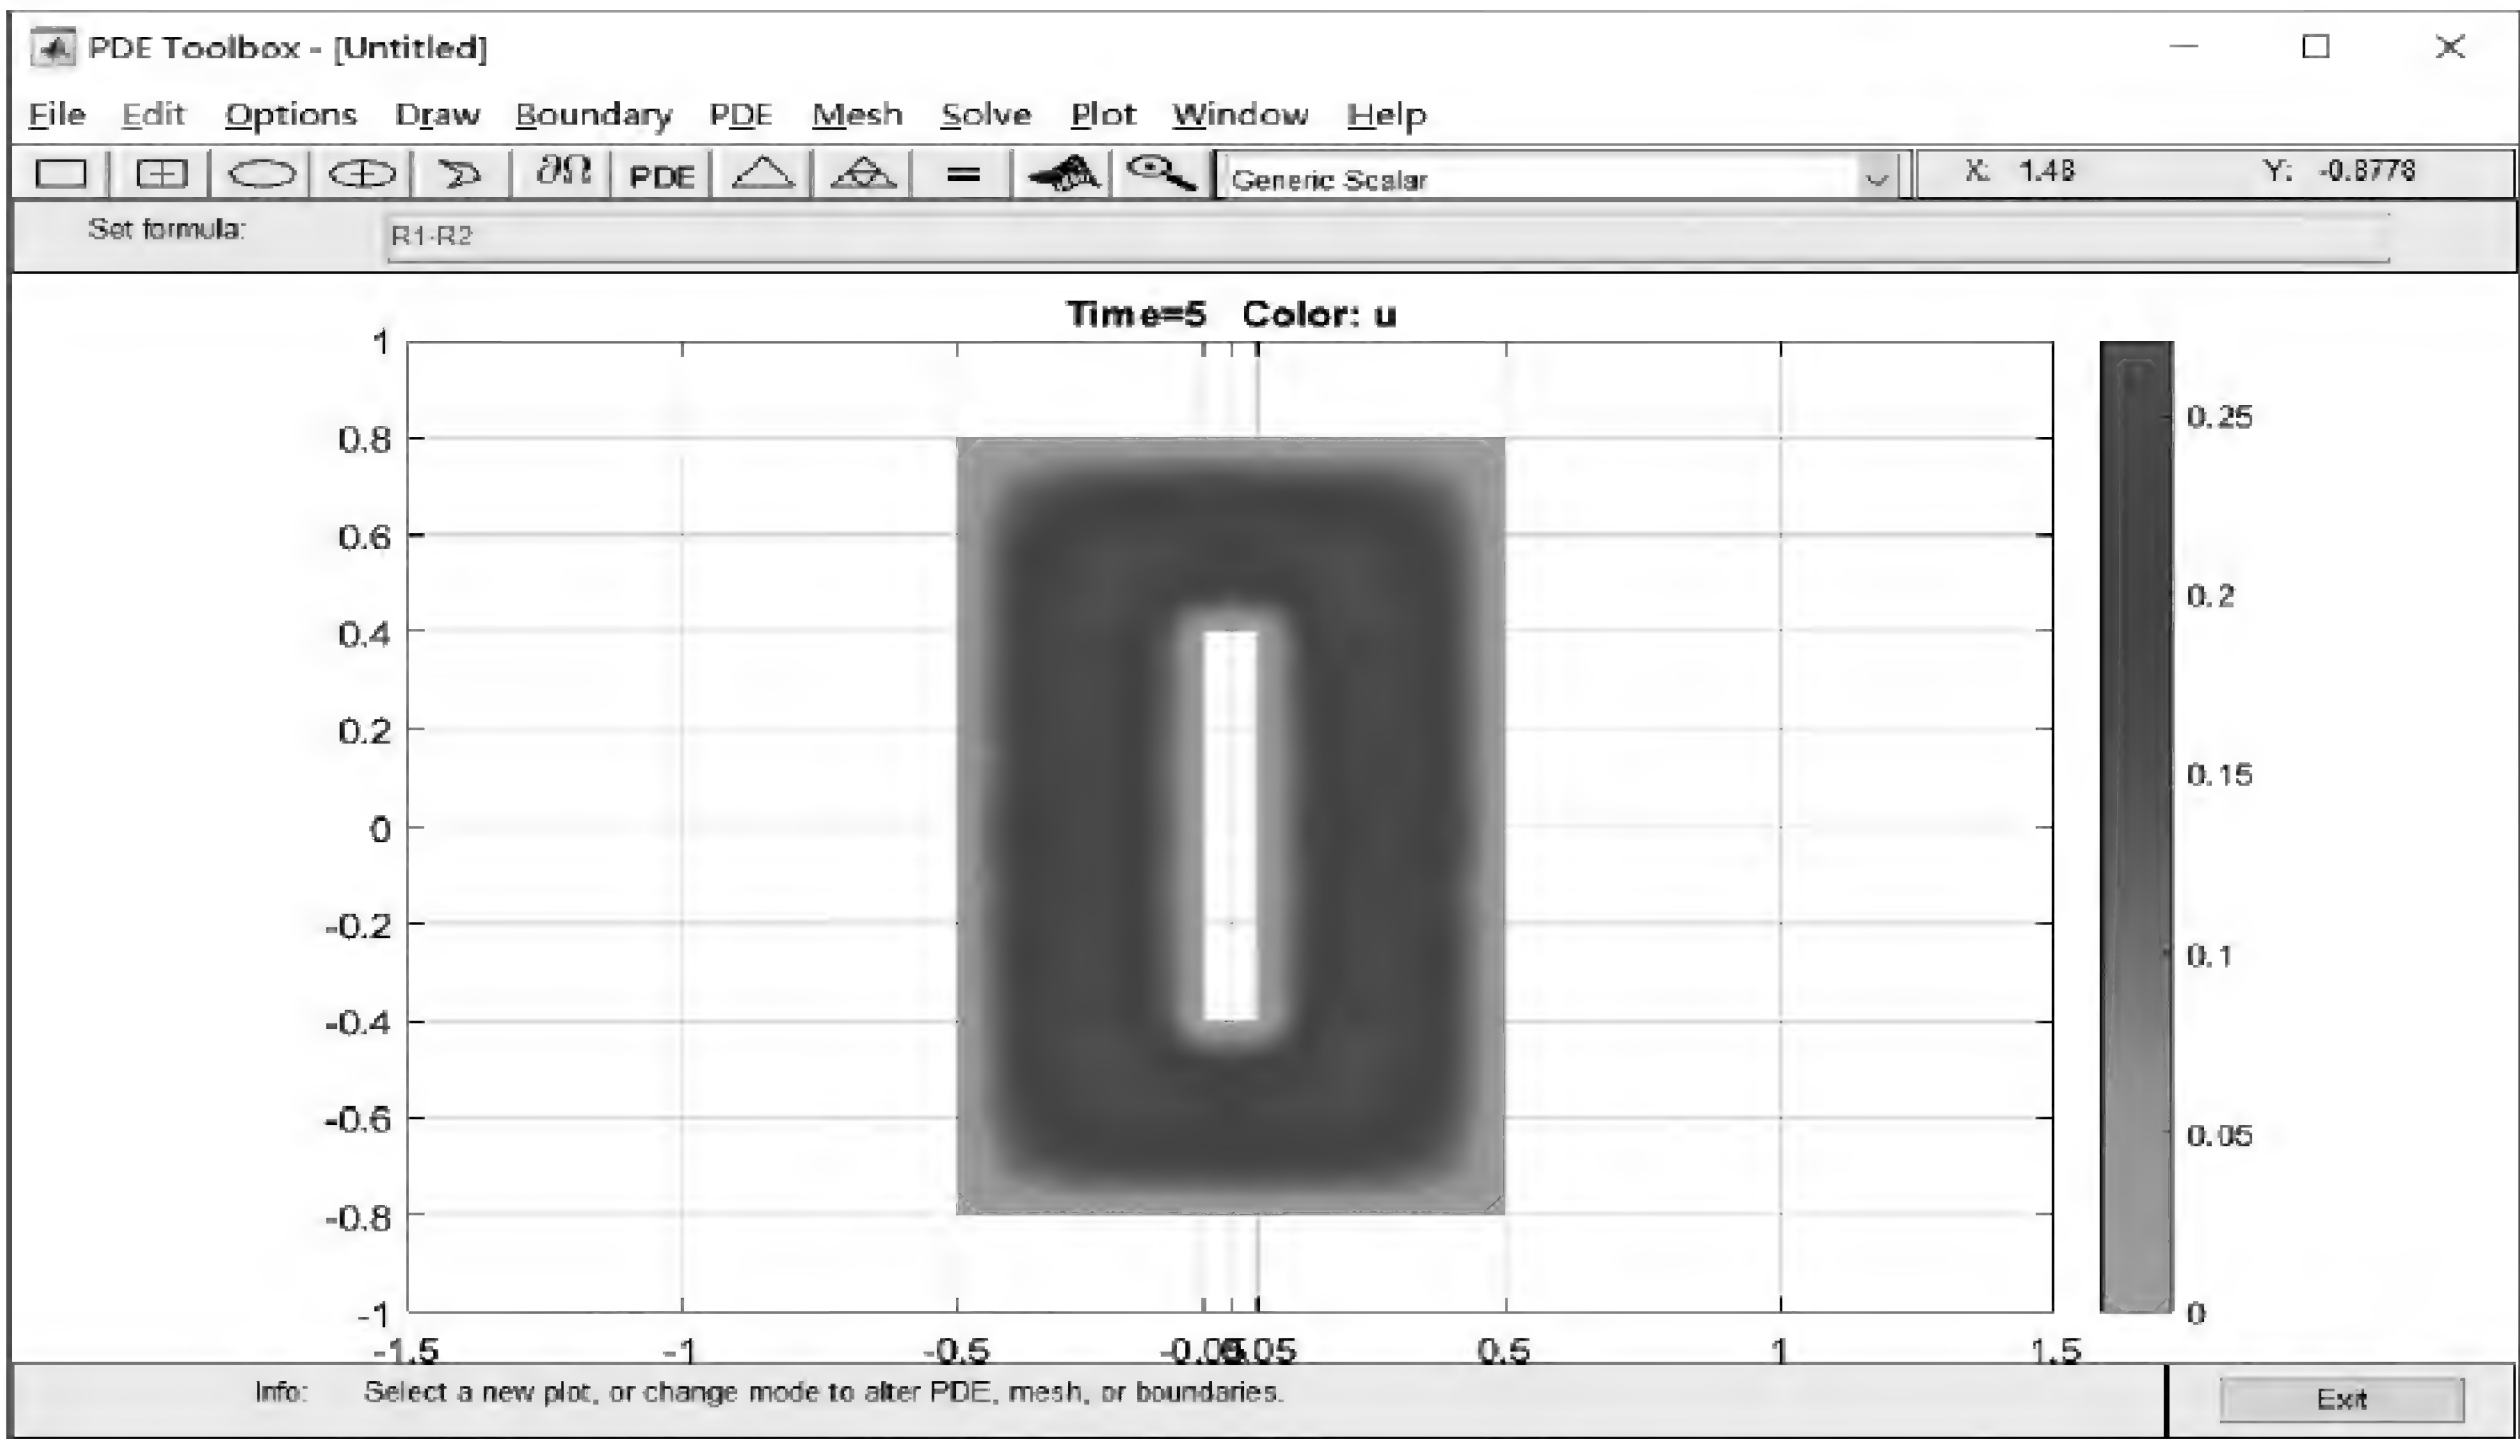 PDE Toolbox - [Untitled]
File Edit Options Draw Boundary PDE Mesh Solve Plot Window Help
∂Ω PDE = Generic Scalar X: 1.48 Y: -0.8778
Set formula: R1-R2
Time=5 Color: u
1
0.8
0.6
0.4
0.2
0
-0.2
-0.4
-0.6
-0.8
-1
-1.5 -1 -0.5 0.5 1 1.5
0.25
0.2
0.15
0.1
0.05
0
Info: Select a new plot, or change mode to alter PDE, mesh, or boundaries.
Exit